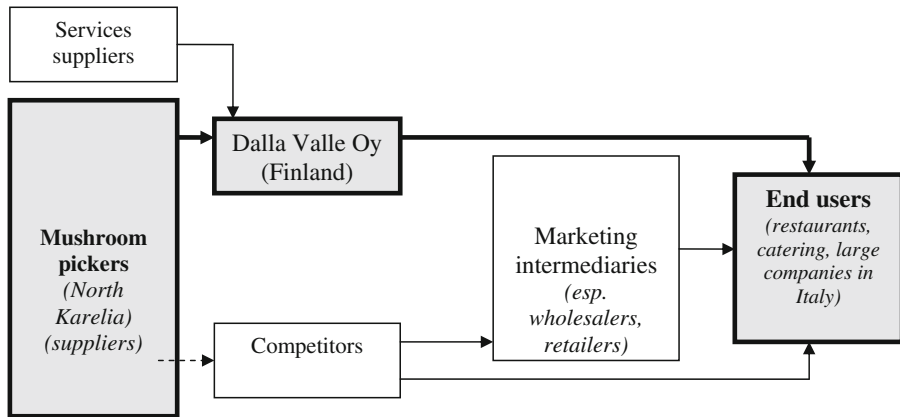 Services
suppliers
Dalla Valle Oy
(Finland)
Mushroom
pickers
(North
Karelia)
(suppliers)
Competitors
Marketing
intermediaries
(esp.
wholesalers,
retailers)
End users
(restaurants,
catering, large
companies in
Italy)